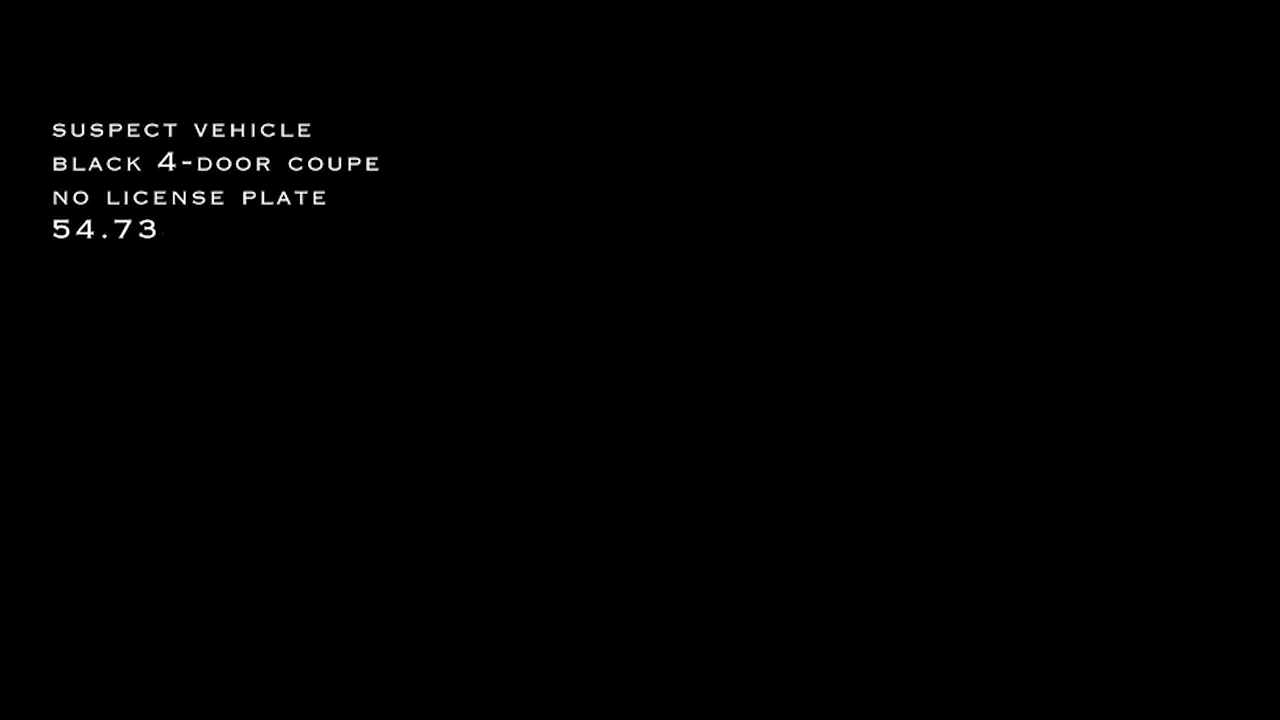 SUSPECT VEHICLE
BLACK 4-DOOR COUPE
NO LICENSE PLATE
54.73